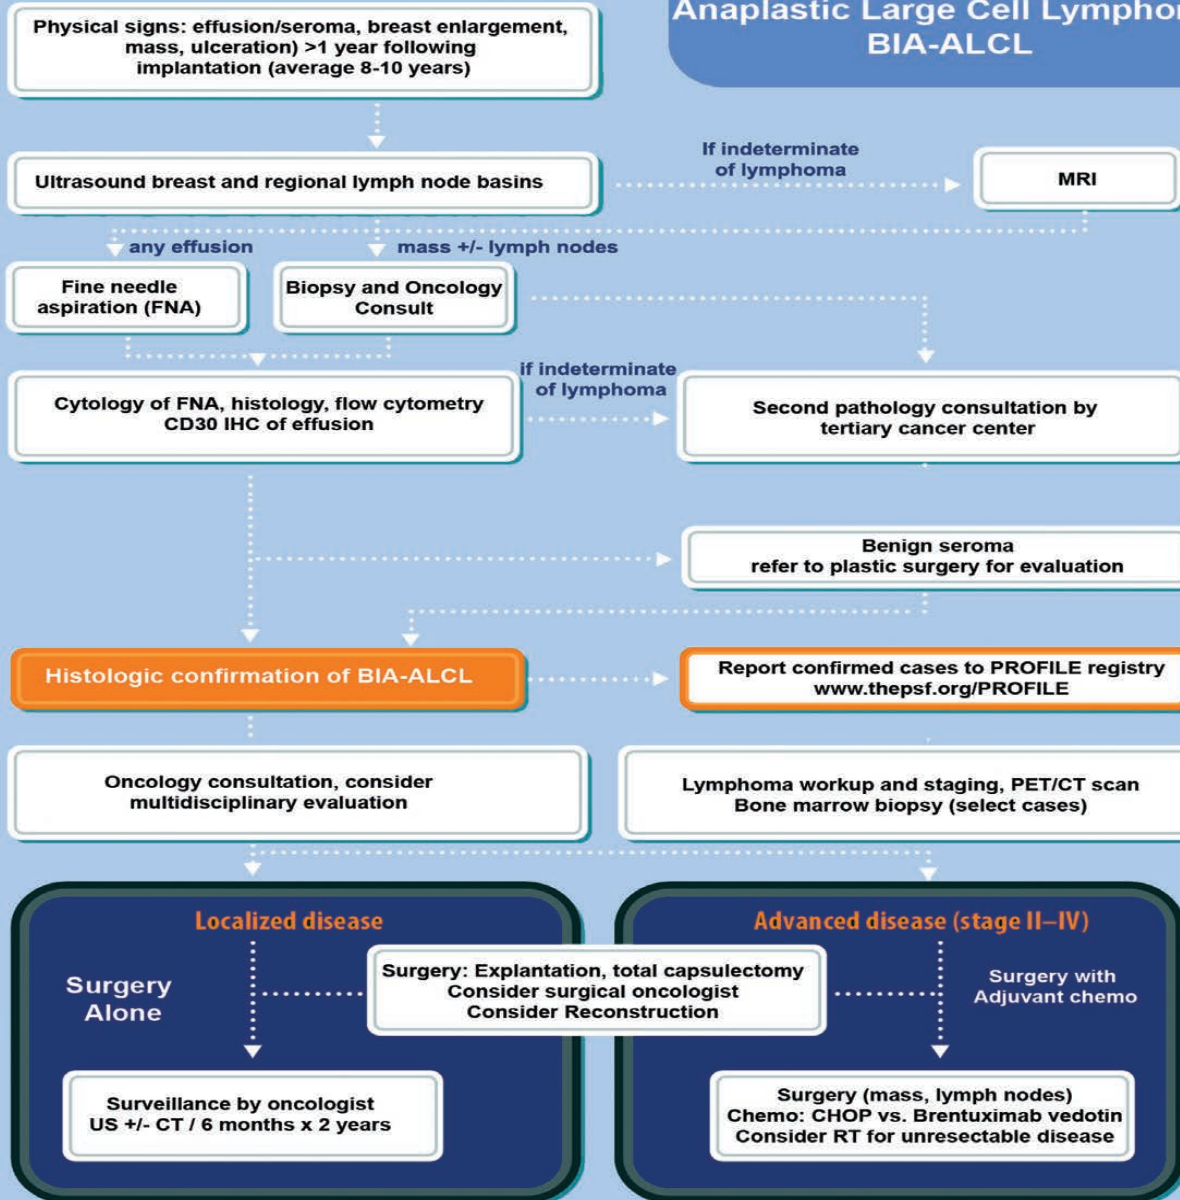 Anaplastic Large Cell
BIA-ALCL
Physical signs: effusion/seroma, breast enlargement,
mass, ulceration) >1 year following
implantation (average 8-10 years)
Ultrasound breast and regional lymph node basins
If indeterminate
of lymphoma
MRI
any effusion
mass +/- lymph nodes
Fine needle
aspiration (FNA)
Biopsy and Oncology
Consult
Cytology of FNA, histology, flow cytometry
CD30 IHC of effusion
if indeterminate
of lymphoma
Second pathology consultation by
tertiary cancer center
Benign seroma
refer to plastic surgery for evaluation
Histologic confirmation of BIA-ALCL
Report confirmed cases to PROFILE registry
www.thepsf.org/PROFILE
Oncology consultation, consider
multidisciplinary evaluation
Lymphoma workup and staging, PET/CT scan
Bone marrow biopsy (select cases)
Localized disease
Advanced disease (stage II–IV)
Surgery
Alone
Surgery: Explantation, total capsulectomy
Consider surgical oncologist
Consider Reconstruction
Surgery with
Adjuvant chemo
Surveillance by oncologist
US +/- CT / 6 months x 2 years
Surgery (mass, lymph nodes)
Chemo: CHOP vs. Brentuximab vedotin
Consider RT for unresectable disease